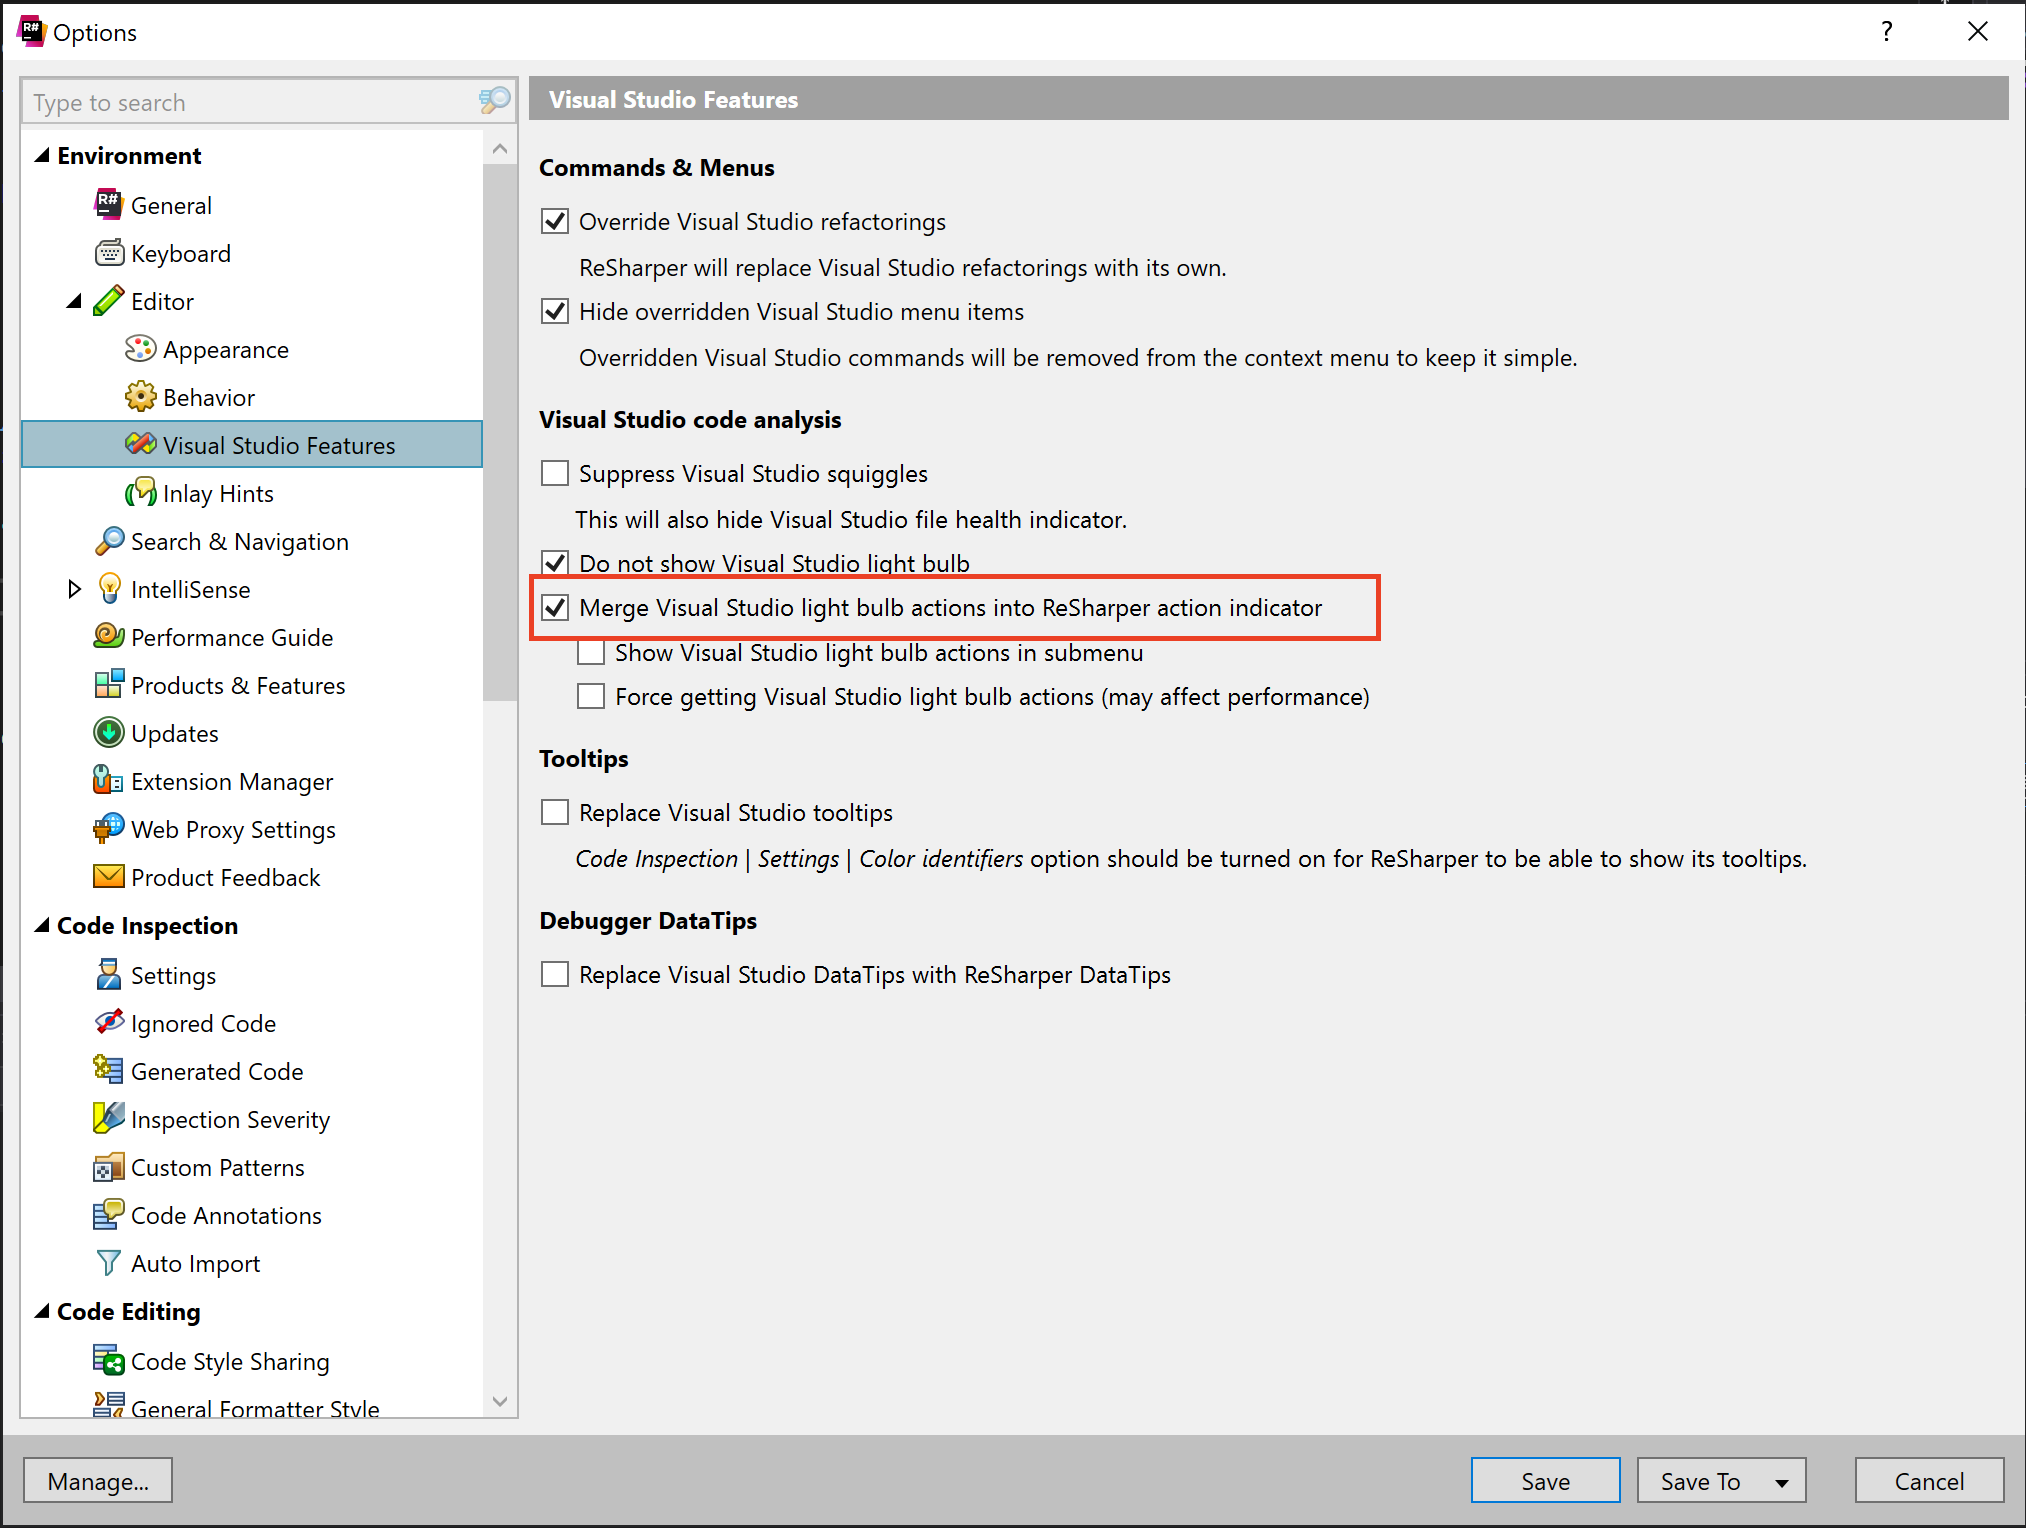 Options
?
Type to search
Environment
R#
General
Keyboard
Editor
Appearance
Behavior
Visual Studio Features
Inlay Hints
Search & Navigation
IntelliSense
Performance Guide
Products & Features
Updates
Extension Manager
Web Proxy Settings
Product Feedback
Code Inspection
Settings
Ignored Code
Generated Code
Inspection Severity
Custom Patterns
Code Annotations
Auto Import
Code Editing
Code Style Sharing
General Formatter Style
Visual Studio Features
Commands & Menus
Override Visual Studio refactorings
ReSharper will replace Visual Studio refactorings with its own.
Hide overridden Visual Studio menu items
Overridden Visual Studio commands will be removed from the context menu to keep it simple.
Visual Studio code analysis
Suppress Visual Studio squiggles
This will also hide Visual Studio file health indicator.
Do not show Visual Studio light bulb
Merge Visual Studio light bulb actions into ReSharper action indicator
Show Visual Studio light bulb actions in submenu
Force getting Visual Studio light bulb actions (may affect performance)
Tooltips
Replace Visual Studio tooltips
Code Inspection | Settings | Color identifiers option should be turned on for ReSharper to be able to show its tooltips.
Debugger DataTips
Replace Visual Studio DataTips with ReSharper DataTips
Manage...
Save
Save To
Cancel